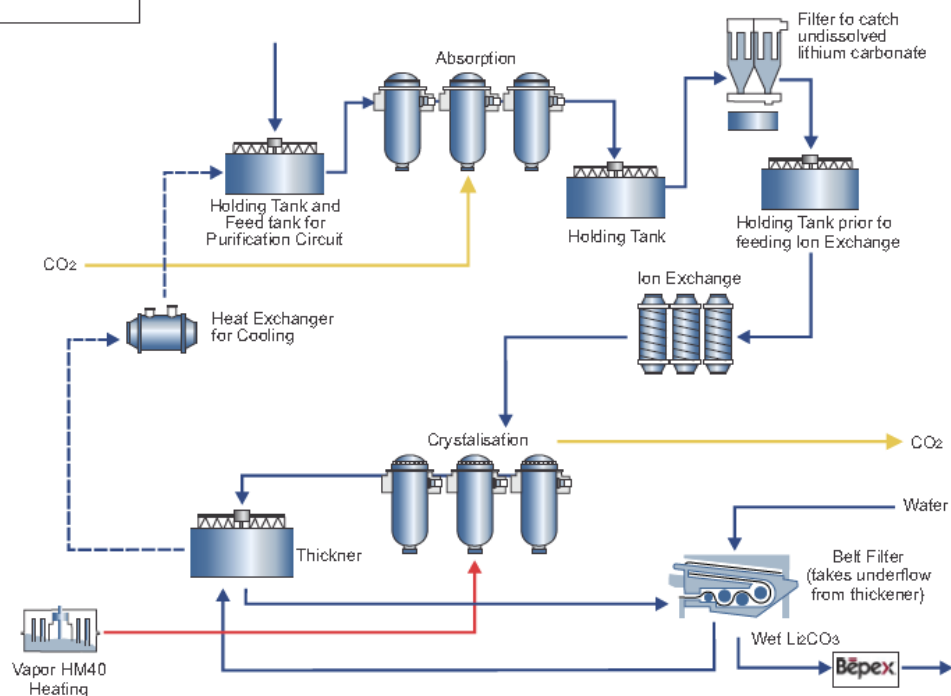 Filter to catch
undissolved
lithium carbonate
Absorption
Holding Tank and
Feed tank for
Purification Circuit
Holding Tank
Holding Tank prior to
feeding Ion Exchange
CO₂
Ion Exchange
Heat Exchanger
for Cooling
Crystalisation
CO₂
Water
Thickner
Belt Filter
(takes underflow
from thickener)
Wet Li₂CO₃
Vapor HM40
Heating
Bepex